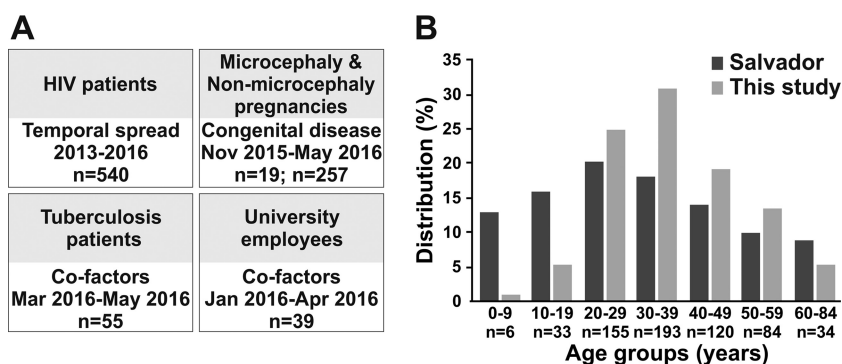 A
HIV patients
Temporal spread
2013-2016
n=540
Microcephaly &
Non-microcephaly
pregnancies
Congenital disease
Nov 2015-May 2016
n=19; n=257
Tuberculosis
patients
Co-factors
Mar 2016-May 2016
n=55
University
employees
Co-factors
Jan 2016-Apr 2016
n=39
B
Salvador
This study
Distribution (%)
35
30
25
20
15
10
5
0
0-9 10-19 20-29 30-39 40-49 50-59 60-84
n=6 n=33 n=155 n=193 n=120 n=84 n=34
Age groups (years)